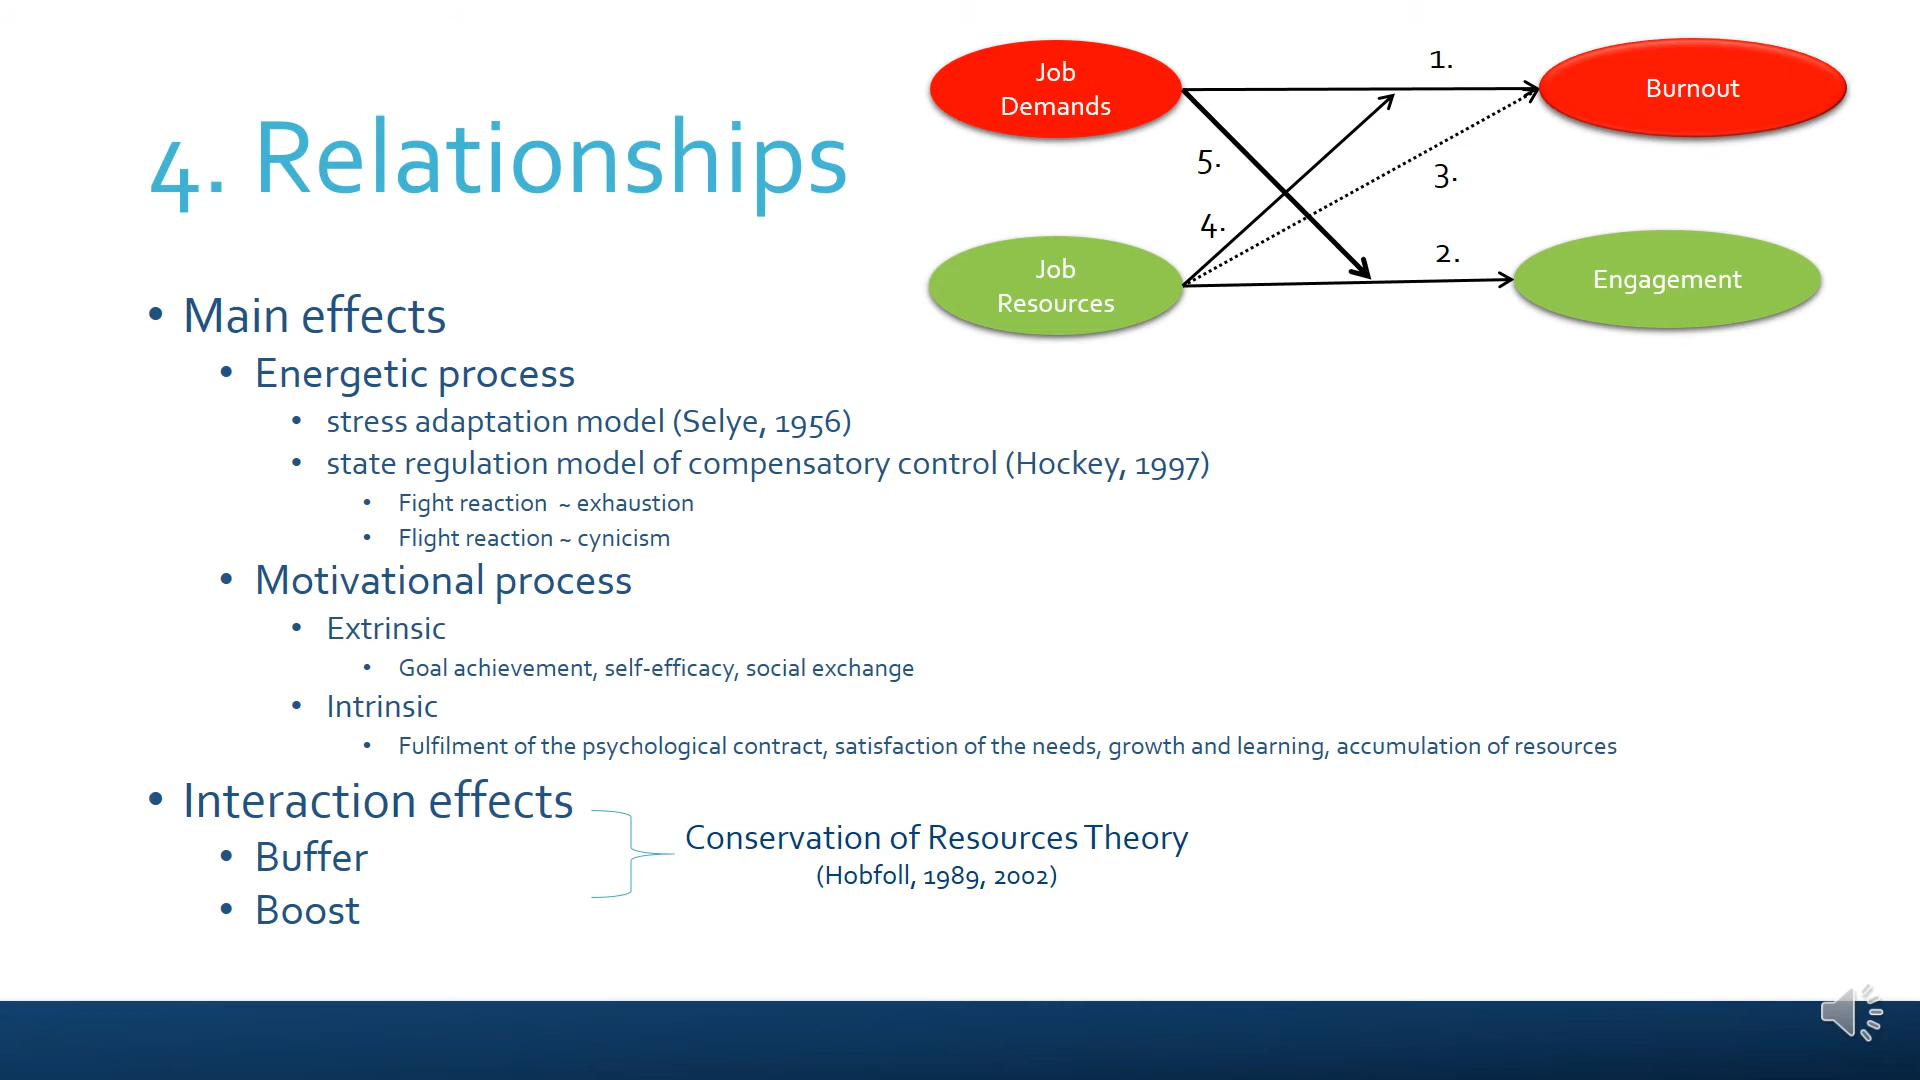 4. Relationships
Job
Demands
1.
Burnout
5.
3.
4.
2.
Job
Resources
Engagement
• Main effects
• Energetic process
• stress adaptation model (Selye, 1956)
• state regulation model of compensatory control (Hockey, 1997)
• Fight reaction ~ exhaustion
• Flight reaction ~ cynicism
• Motivational process
• Extrinsic
• Goal achievement, self-efficacy, social exchange
• Intrinsic
• Fulfilment of the psychological contract, satisfaction of the needs, growth and learning, accumulation of resources
• Interaction effects
• Buffer
• Boost
Conservation of Resources Theory
(Hobfoll, 1989, 2002)